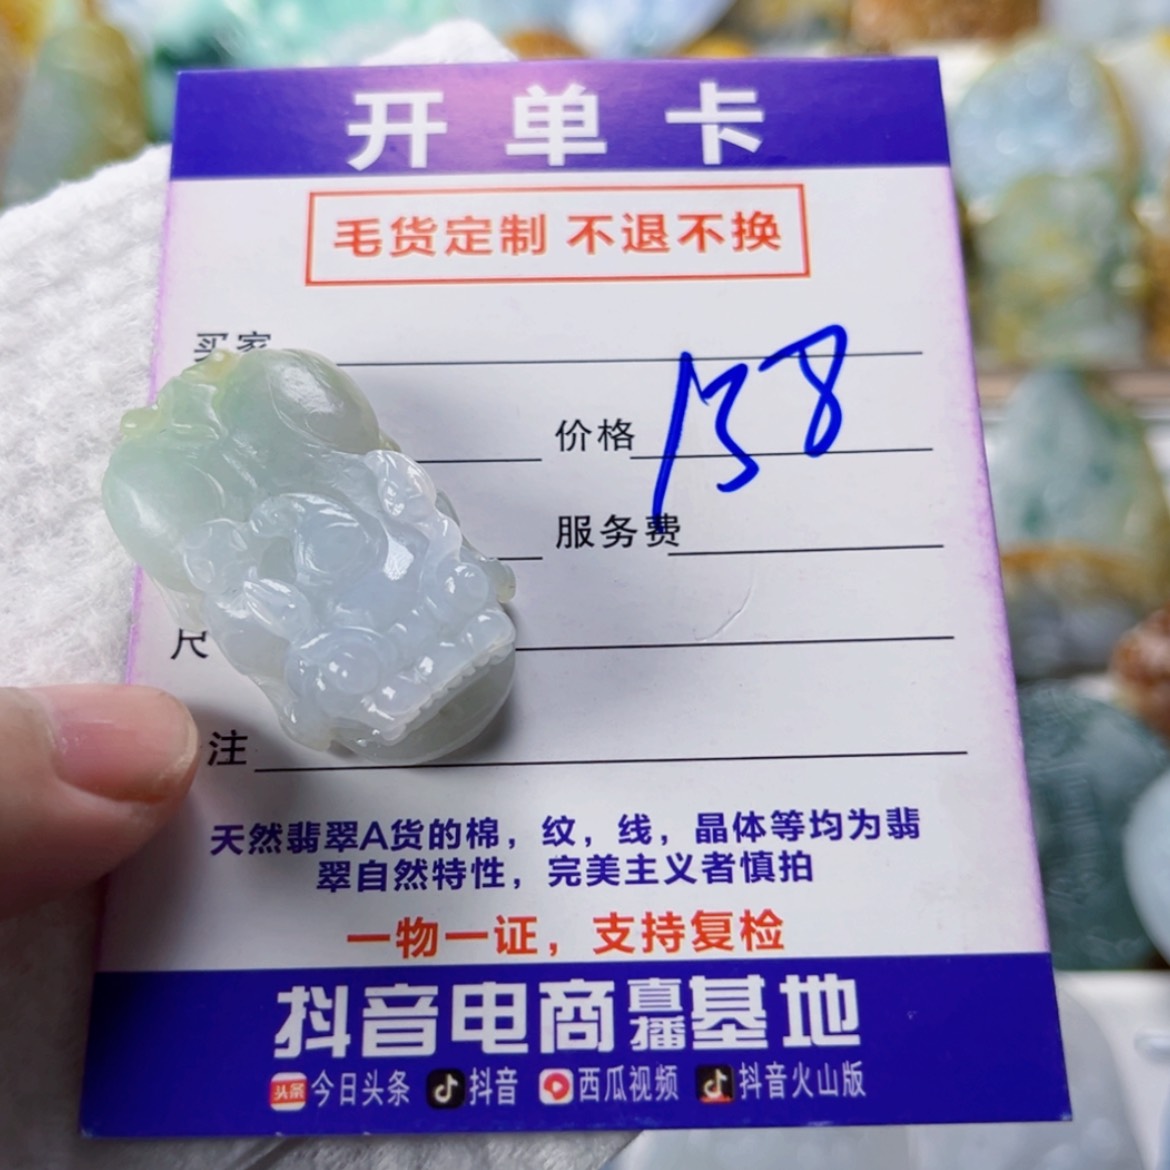 开单卡
毛货定制 不退不换
买家
价格 158
服务费
尺
注
天然翡翠A货的棉，纹，线，晶体等均为翡
翠自然特性，完美主义者慎拍
一物一证，支持复检
抖音电商直播基地
头条 今日头条 抖音 西瓜视频 抖音火山版